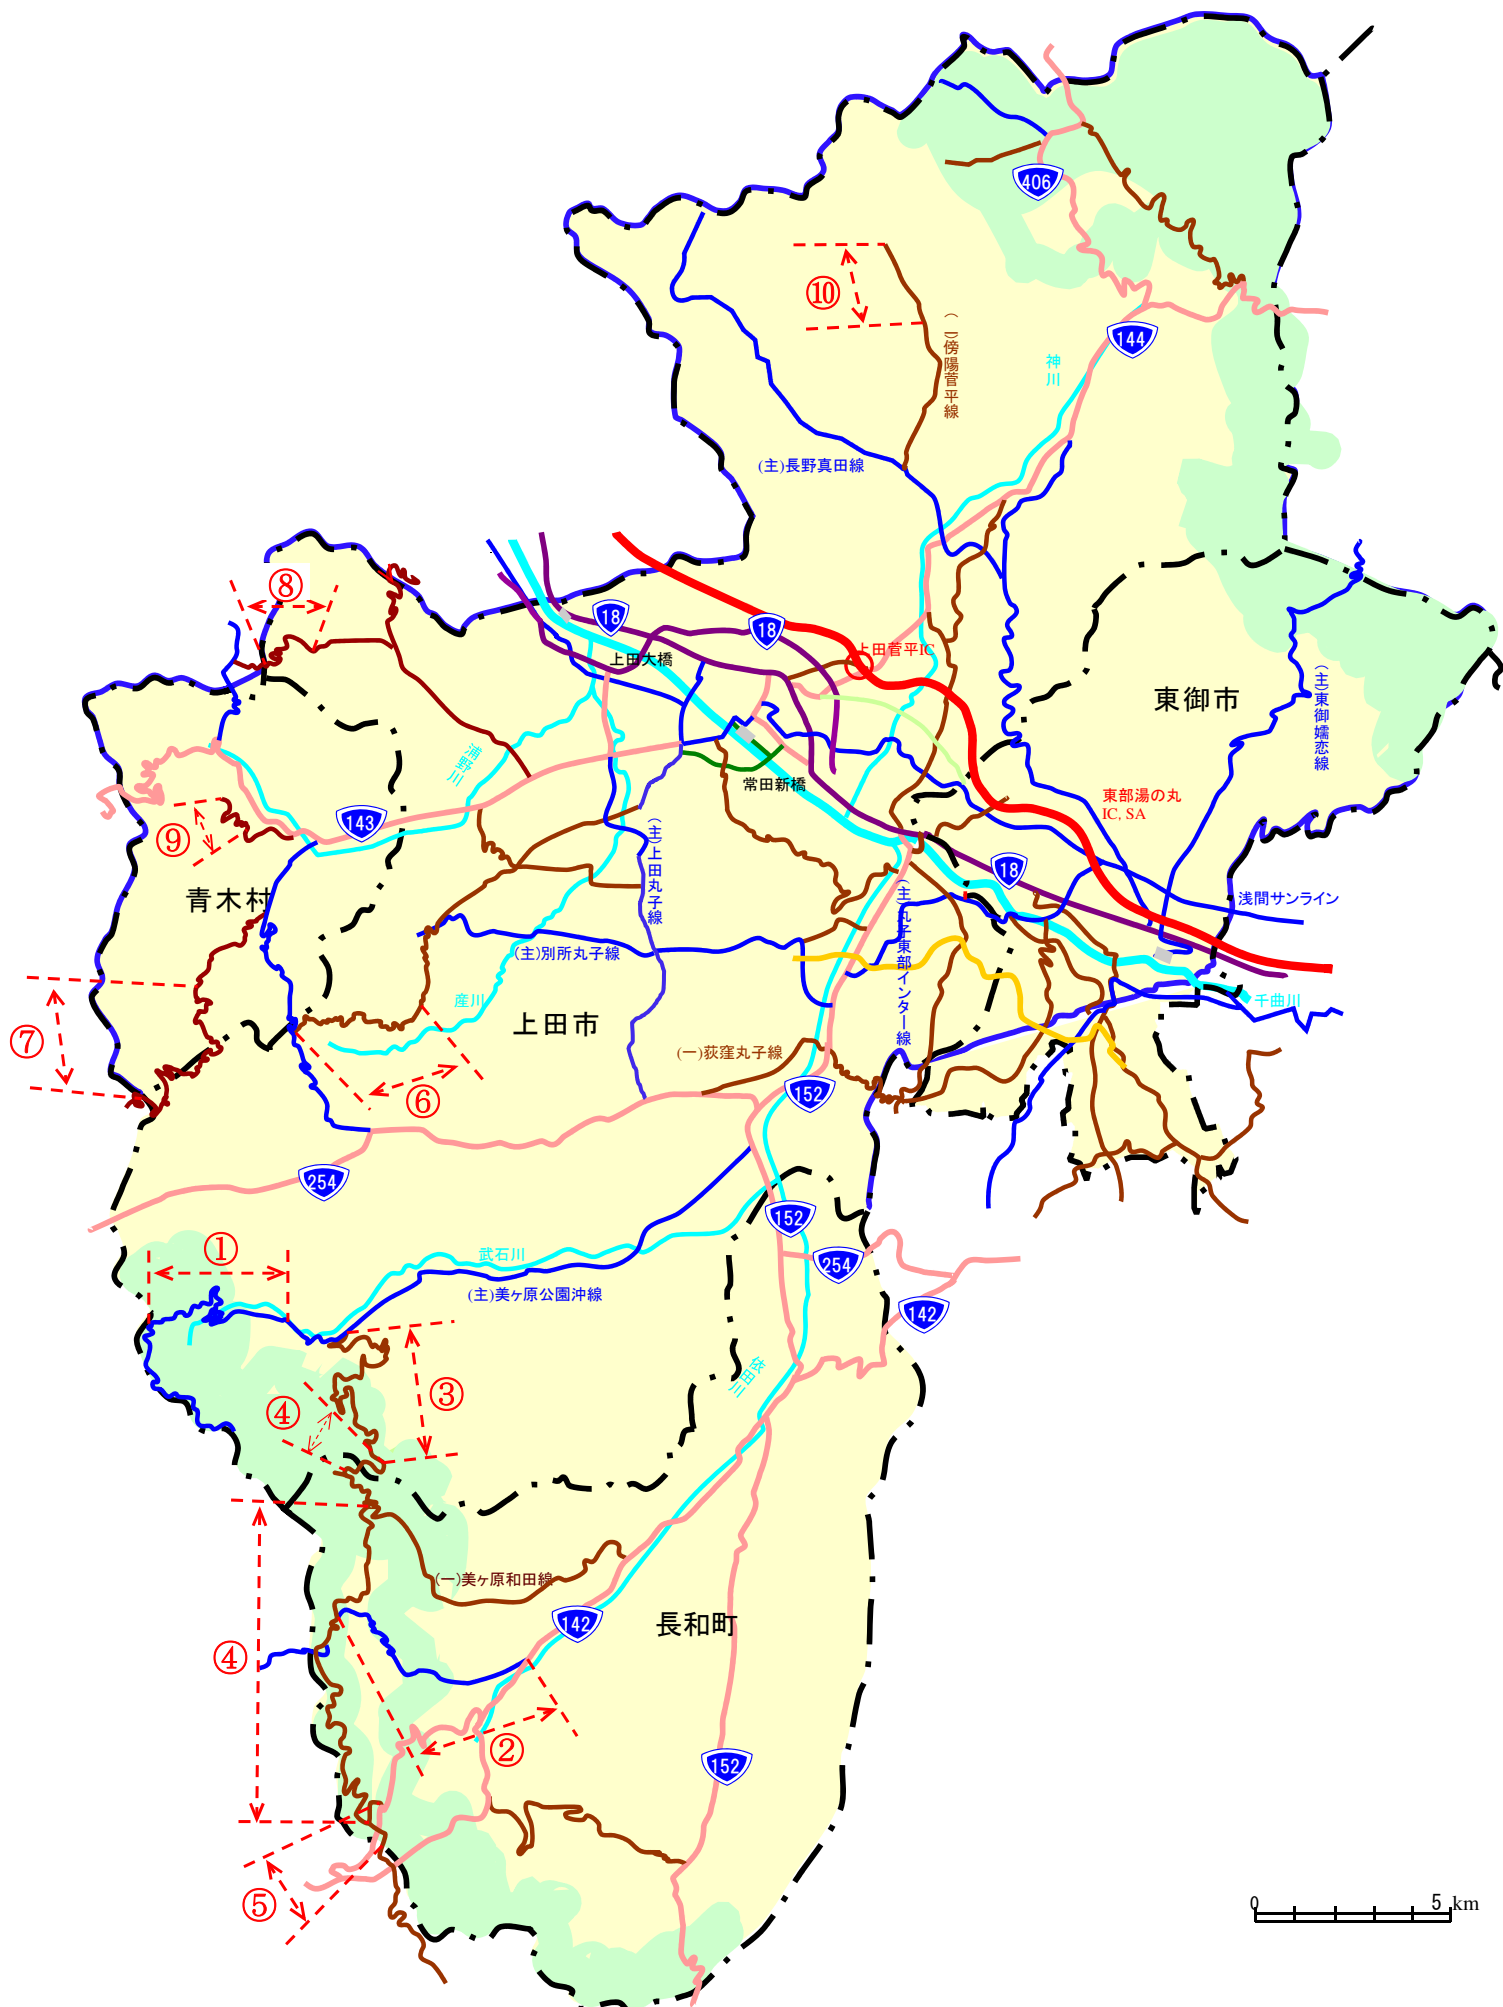 406
⑩
(一)傍陽菅平線
144
神川
(主)長野真田線
⑧
18
18
上田大橋
上田菅平IC
東御市
(主)東御嬬恋線
浦野川
常田新橋
東部湯の丸
IC, SA
⑨
143
(主)上田丸子線
18
青木村
(主)丸子東部インター線
浅間サンライン
(主)別所丸子線
産川
千曲川
上田市
⑦
(一)荻窪丸子線
⑥
152
254
152
①
武石川
254
(主)美ヶ原公園沖線
142
依田川
③
④
(一)美ヶ原和田線
142
長和町
④
②
152
⑤
0
5
km